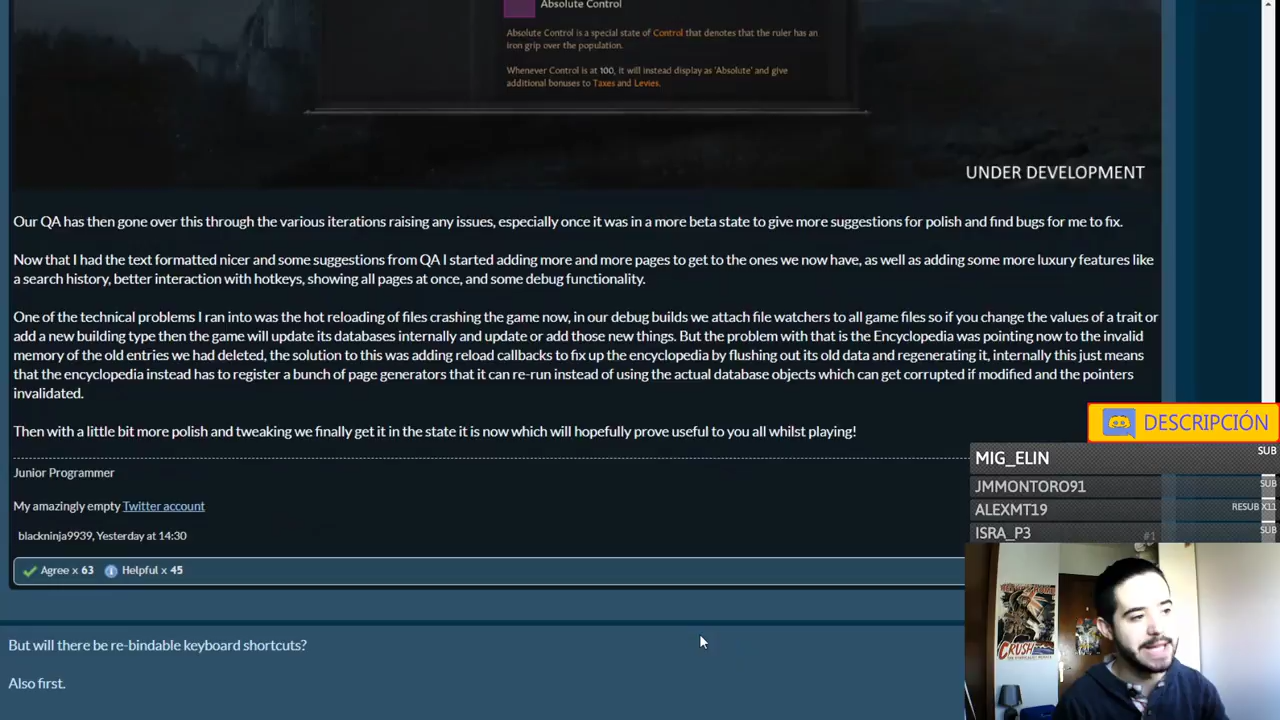 Absolute Control
Absolute Control is a special state of Control that denotes that the ruler has an
iron grip over the population.
Whenever Control is at 100, it will instead display as 'Absolute' and give
additional bonuses to Taxes and Levies.
UNDER DEVELOPMENT
Our QA has then gone over this through the various iterations raising any issues, especially once it was in a more beta state to give more suggestions for polish and find bugs for me to fix.
Now that I had the text formatted nicer and some suggestions from QA I started adding more and more pages to get to the ones we now have, as well as adding some more luxury features like
a search history, better interaction with hotkeys, showing all pages at once, and some debug functionality.
One of the technical problems I ran into was the hot reloading of files crashing the game now, in our debug builds we attach file watchers to all game files so if you change the values of a trait or
add a new building type then the game will update its databases internally and update or add those new things. But the problem with that is the Encyclopedia was pointing now to the invalid
memory of the old entries we had deleted, the solution to this was adding reload callbacks to fix up the encyclopedia by flushing out its old data and regenerating it, internally this just means
that the encyclopedia instead has to register a bunch of page generators that it can re-run instead of using the actual database objects which can get corrupted if modified and the pointers
invalidated.
Then with a little bit more polish and tweaking we finally get it in the state it is now which will hopefully prove useful to you all whilst playing!
Junior Programmer
My amazingly empty Twitter account
blackninja9939, Yesterday at 14:30
Agree x 63 Helpful x 45
But will there be re-bindable keyboard shortcuts?
Also first.
DESCRIPCIÓN
MIG_ELIN SUB
JMMONTORO91 SUB
ALEXMT19 RESUB X11
ISRA_P3 SUB
#1
CRUSH